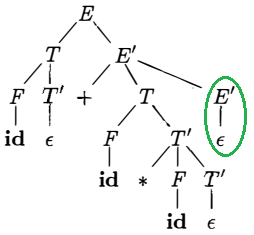 E
T E′
F T′ + T E′
id ϵ F T′ ϵ
id * F T′
id ϵ